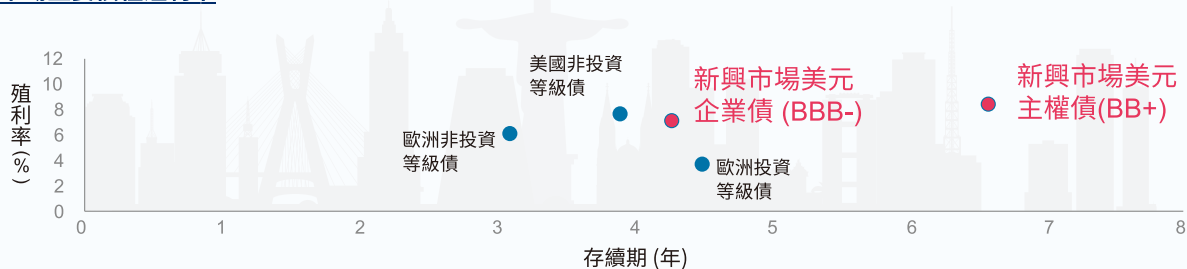 殖利率(%)
12
10
8
6
4
2
0
美國非投資
等級債
歐洲非投資
等級債
新興市場美元
企業債 (BBB-)
歐洲投資
等級債
新興市場美元
主權債(BB+)
0 1 2 3 4 5 6 7 8
存續期 (年)